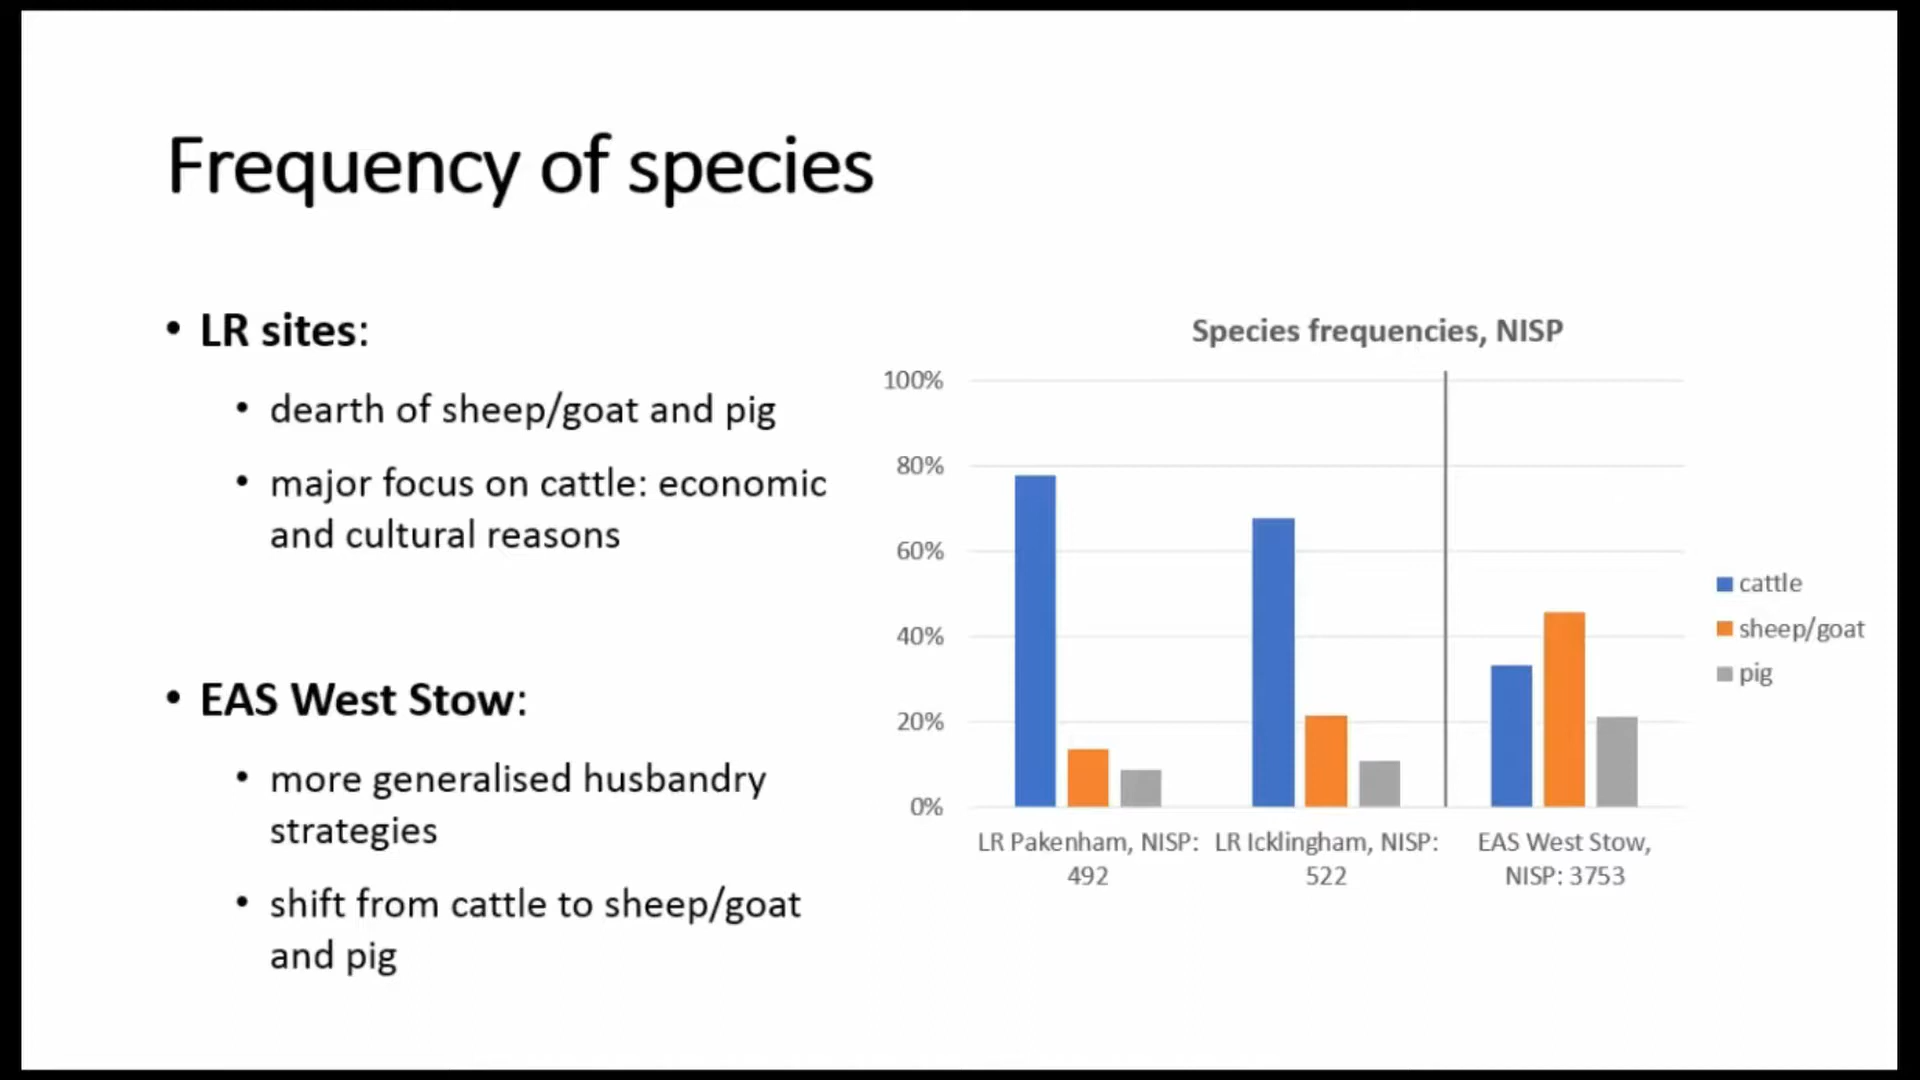 Frequency of species
• LR sites:
• dearth of sheep/goat and pig
• major focus on cattle: economic
and cultural reasons
• EAS West Stow:
• more generalised husbandry
strategies
• shift from cattle to sheep/goat
and pig
Species frequencies, NISP
100%
80%
60%
40%
20%
0%
LR Pakenham, NISP:
492
LR Icklingham, NISP:
522
EAS West Stow,
NISP: 3753
cattle
sheep/goat
pig